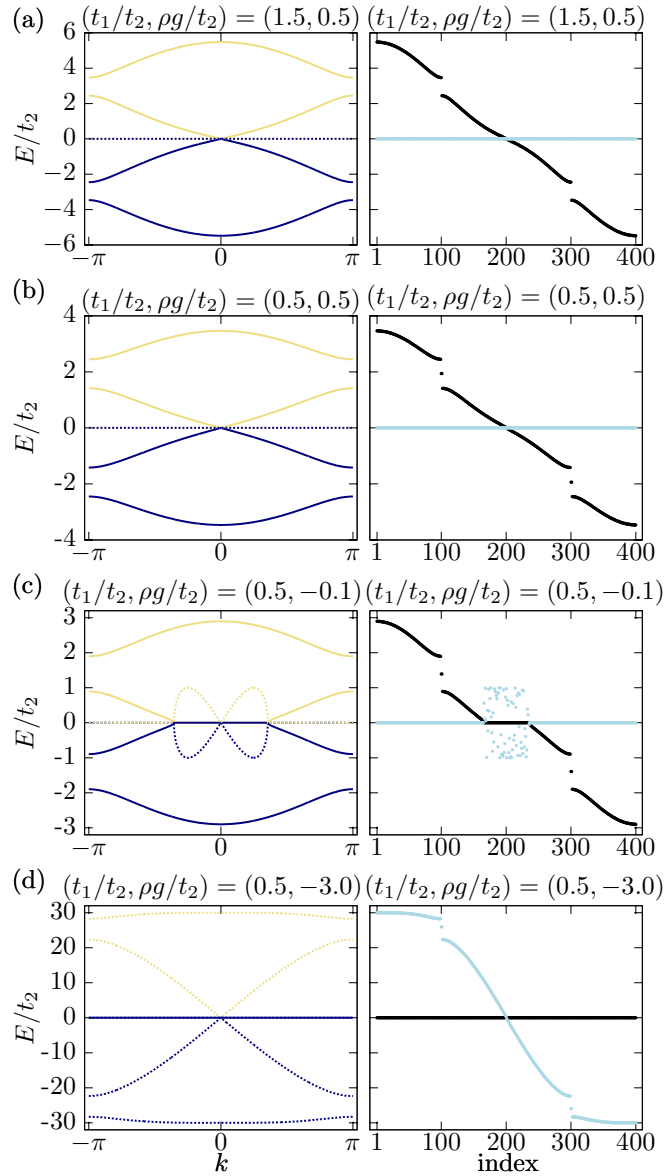 (a) (t₁/t₂, ρg/t₂) = (1.5, 0.5) (t₁/t₂, ρg/t₂) = (1.5, 0.5)
6
4
2
0
−2
−4
−6
E/t₂
−π 0 π 1 100 200 300 400
(b) (t₁/t₂, ρg/t₂) = (0.5, 0.5) (t₁/t₂, ρg/t₂) = (0.5, 0.5)
4
2
0
-2
-4
E/t₂
−π 0 π 1 100 200 300 400
(c) (t₁/t₂, ρg/t₂) = (0.5, −0.1) (t₁/t₂, ρg/t₂) = (0.5, −0.1)
3
2
1
0
-1
-2
-3
E/t₂
−π 0 π 1 100 200 300 400
(d) (t₁/t₂, ρg/t₂) = (0.5, −3.0) (t₁/t₂, ρg/t₂) = (0.5, −3.0)
30
20
10
0
-10
-20
-30
E/t₂
−π 0 π 1 100 200 300 400
k index